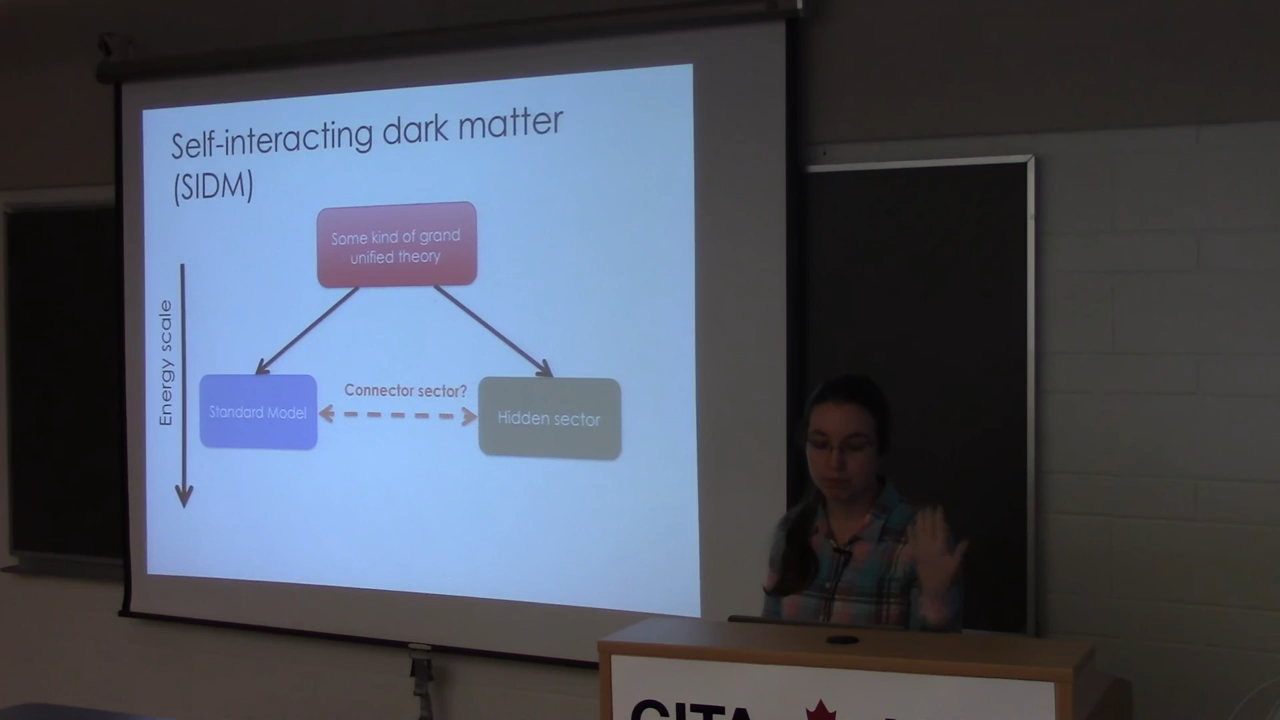 Self-interacting dark matter
(SIDM)
Some kind of grand
unified theory
Energy scale
Connector sector?
Standard Model
Hidden sector
CITA